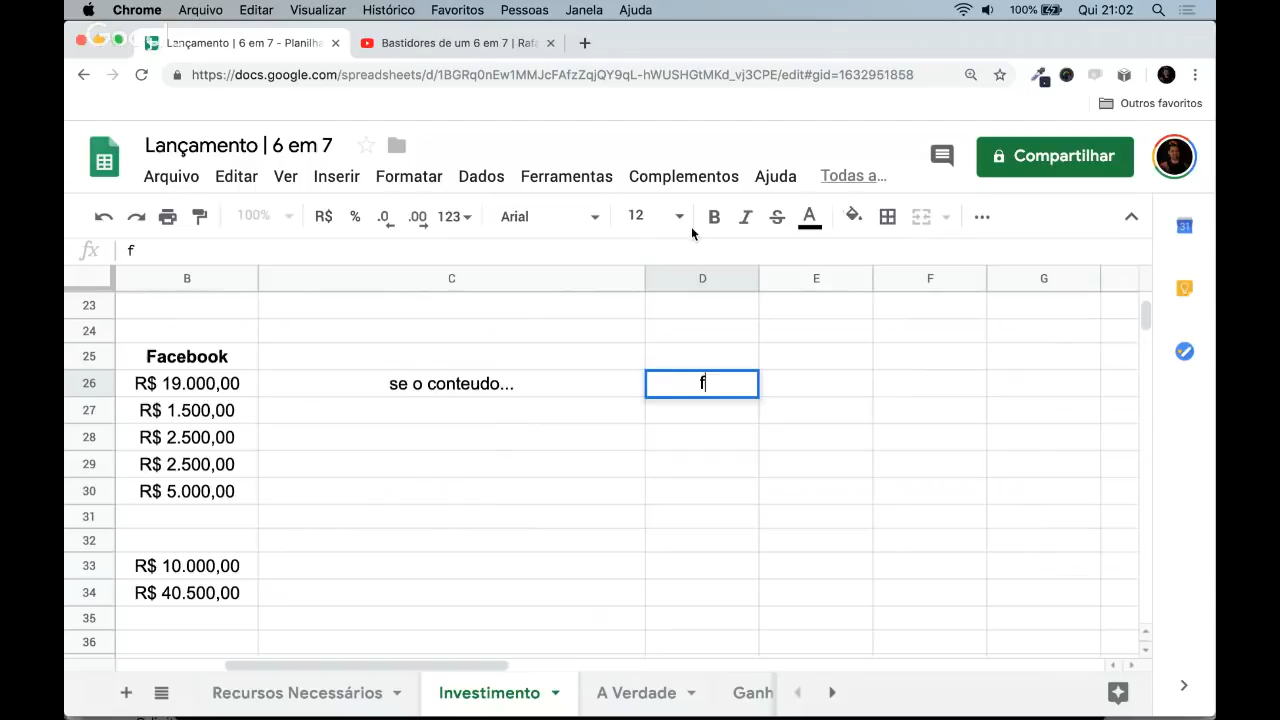 Chrome Arquivo Editar Visualizar Histórico Favoritos Pessoas Janela Ajuda 100% Qui 21:02
Lançamento | 6 em 7 - Planilha × Bastidores de um 6 em 7 | Rafa × +
https://docs.google.com/spreadsheets/d/1BGRq0nEw1MMJcFAfzZqjQY9qL-hWUSHGtMKd_vj3CPE/edit#gid=1632951858
Outros favoritos
Lançamento | 6 em 7
Compartilhar
Arquivo Editar Ver Inserir Formatar Dados Ferramentas Complementos Ajuda Todas a...
100% R$ % .0 .00 123 Arial 12 B I S A
fx f
B C D E F G
23
24
25 Facebook
26 R$ 19.000,00 se o conteudo... f
27 R$ 1.500,00
28 R$ 2.500,00
29 R$ 2.500,00
30 R$ 5.000,00
31
32
33 R$ 10.000,00
34 R$ 40.500,00
35
36
+ Recursos Necessários Investimento A Verdade Ganh
31